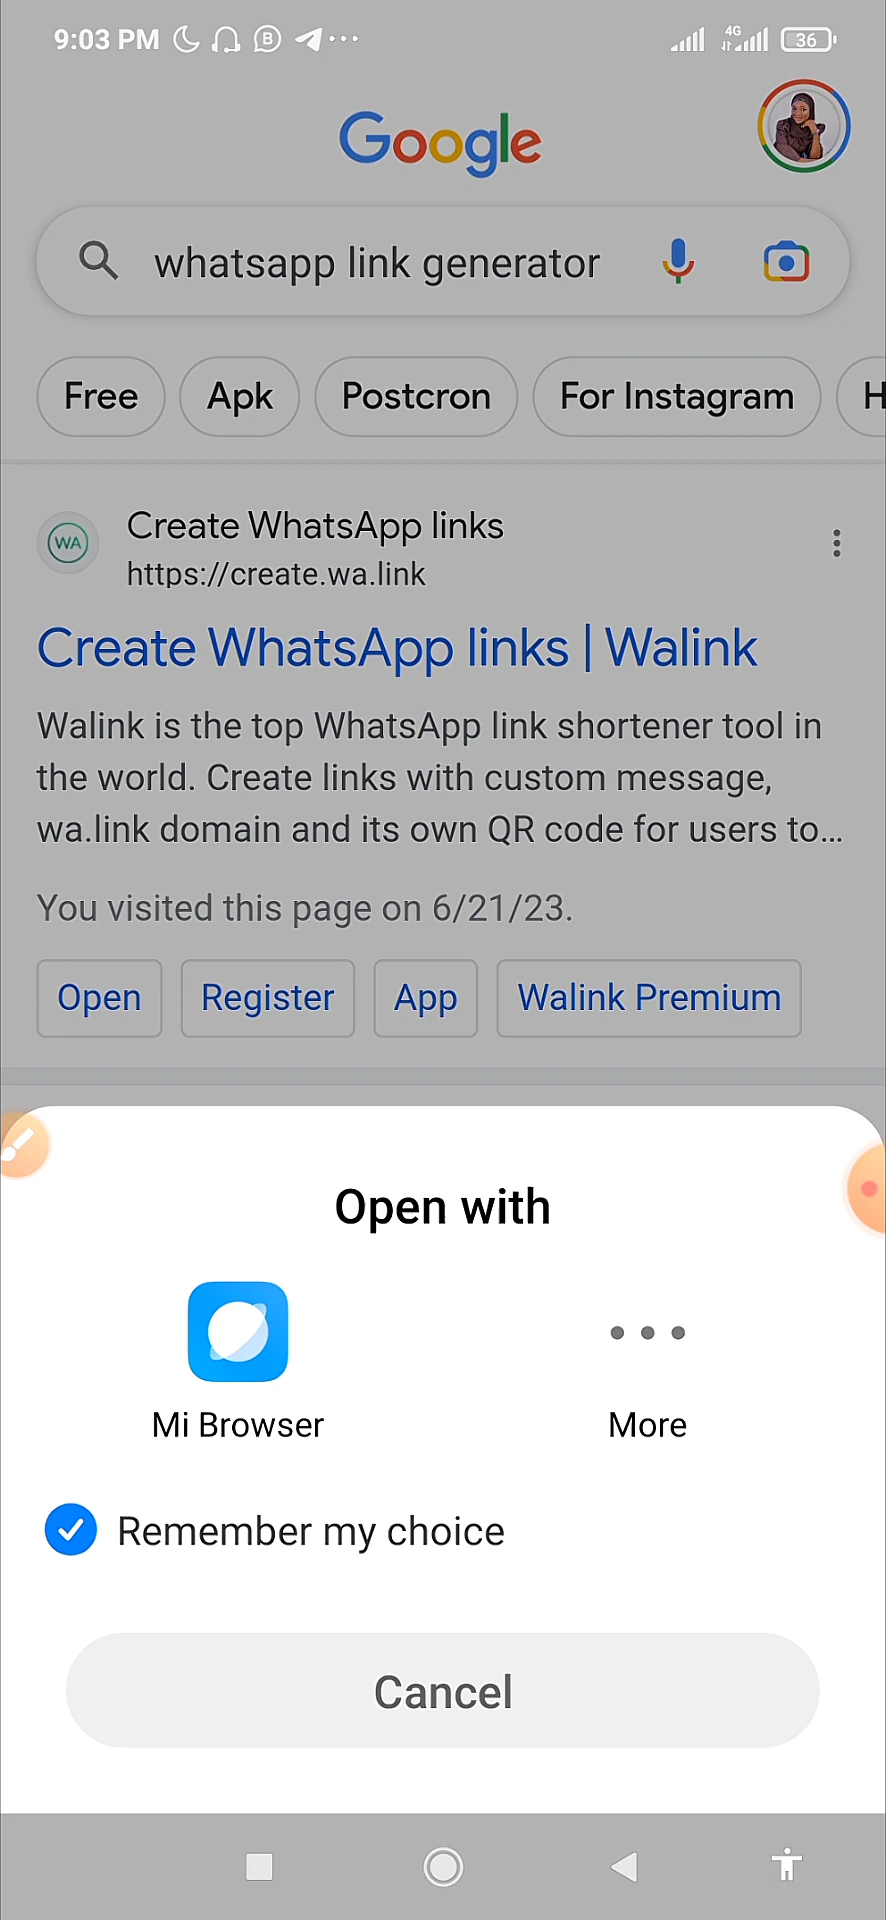 9:03 PM B ... 4G 36
Google
whatsapp link generator
Free Apk Postcron For Instagram H
WA Create WhatsApp links
https://create.wa.link
Create WhatsApp links | Walink
Walink is the top WhatsApp link shortener tool in
the world. Create links with custom message,
wa.link domain and its own QR code for users to...
You visited this page on 6/21/23.
Open Register App Walink Premium
Open with
Mi Browser More
Remember my choice
Cancel